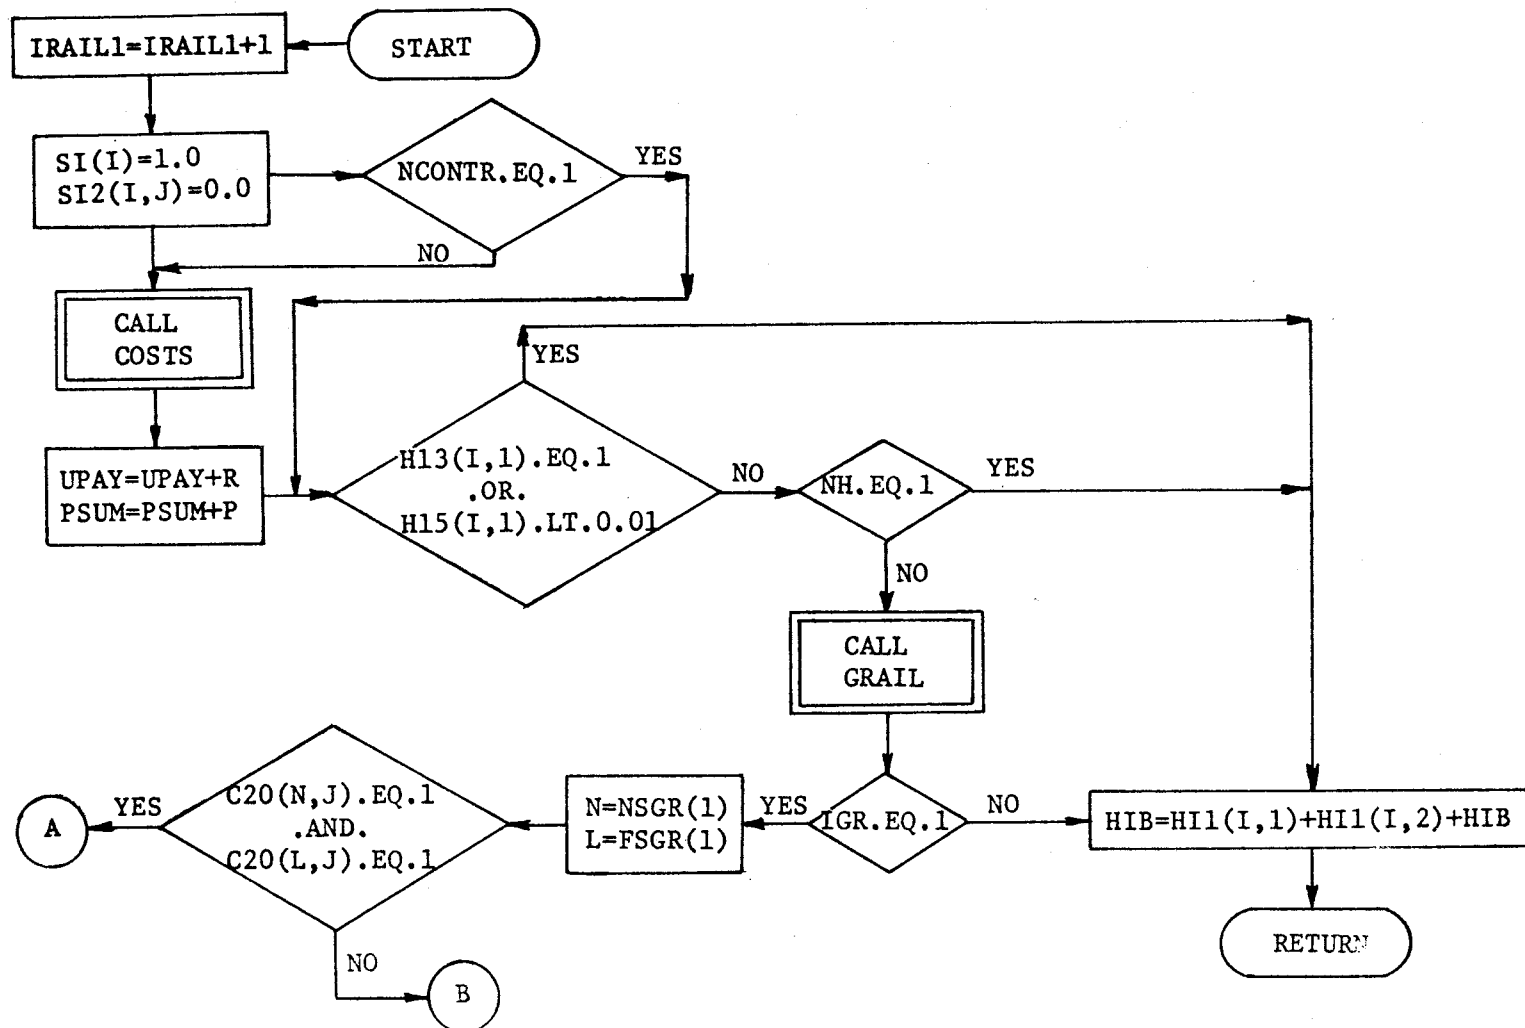 IRAIL1=IRAIL1+1
START
SI(I)=1.0
SI2(I,J)=0.0
NCONTR.EQ.1
YES
NO
CALL
COSTS
YES
UPAY=UPAY+R
PSUM=PSUM+P
H13(I,1).EQ.1
.OR.
H15(I,1).LT.0.01
NO
NH.EQ.1
YES
NO
CALL
GRAIL
A
YES
C20(N,J).EQ.1
.AND.
C20(L,J).EQ.1
N=NSGR(1)
L=FSGR(1)
YES
IGR.EQ.1
NO
HIB=HI1(I,1)+HI1(I,2)+HIB
NO
B
RETURN